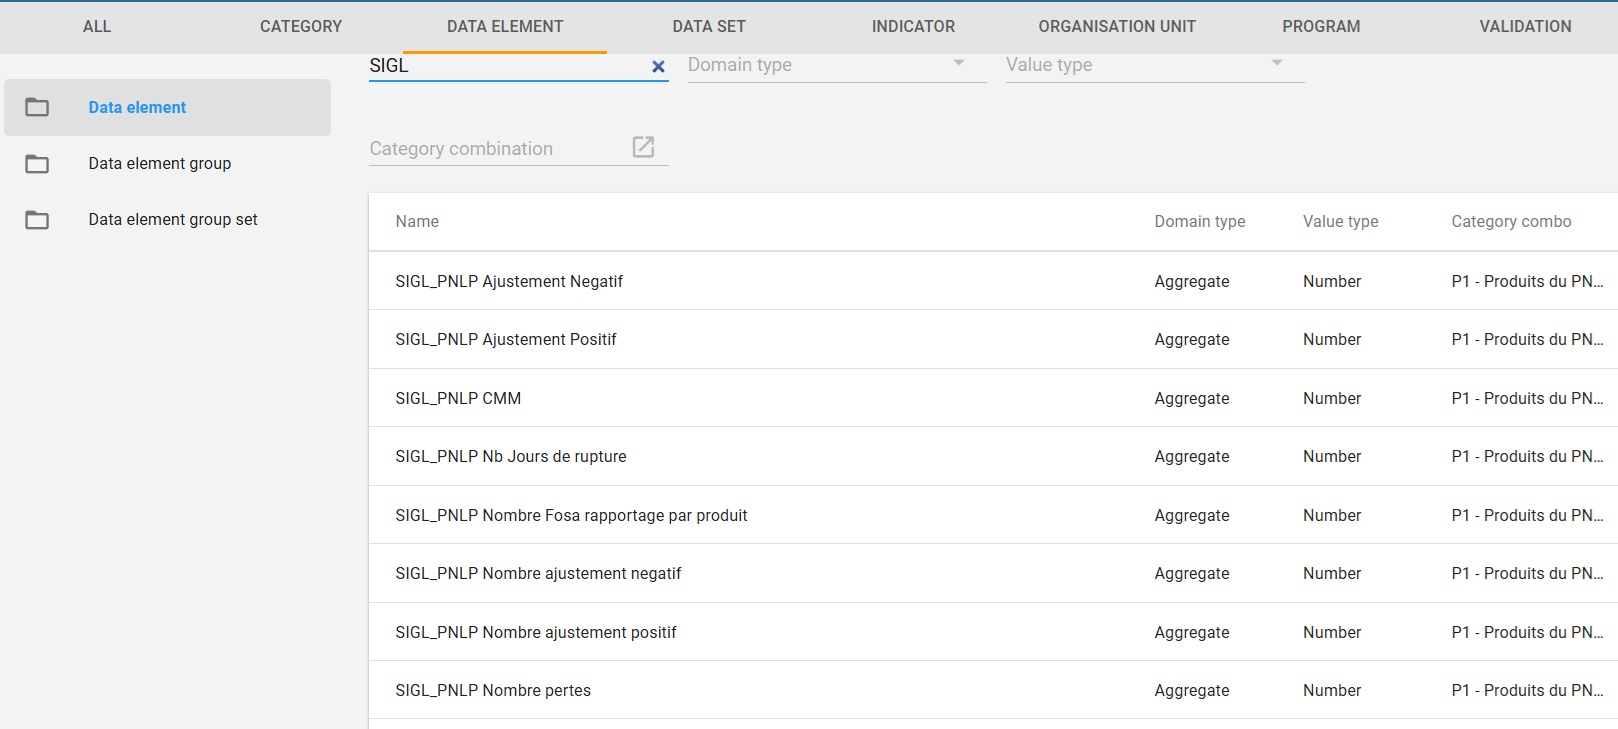 ALL CATEGORY DATA ELEMENT DATA SET INDICATOR ORGANISATION UNIT PROGRAM VALIDATION
SIGL Domain type Value type
Data element
Category combination
Data element group
Data element group set
Name Domain type Value type Category combo
SIGL_PNLP Ajustement Negatif Aggregate Number P1 - Produits du PN...
SIGL_PNLP Ajustement Positif Aggregate Number P1 - Produits du PN...
SIGL_PNLP CMM Aggregate Number P1 - Produits du PN...
SIGL_PNLP Nb Jours de rupture Aggregate Number P1 - Produits du PN...
SIGL_PNLP Nombre Fosa rapportage par produit Aggregate Number P1 - Produits du PN...
SIGL_PNLP Nombre ajustement negatif Aggregate Number P1 - Produits du PN...
SIGL_PNLP Nombre ajustement positif Aggregate Number P1 - Produits du PN...
SIGL_PNLP Nombre pertes Aggregate Number P1 - Produits du PN...